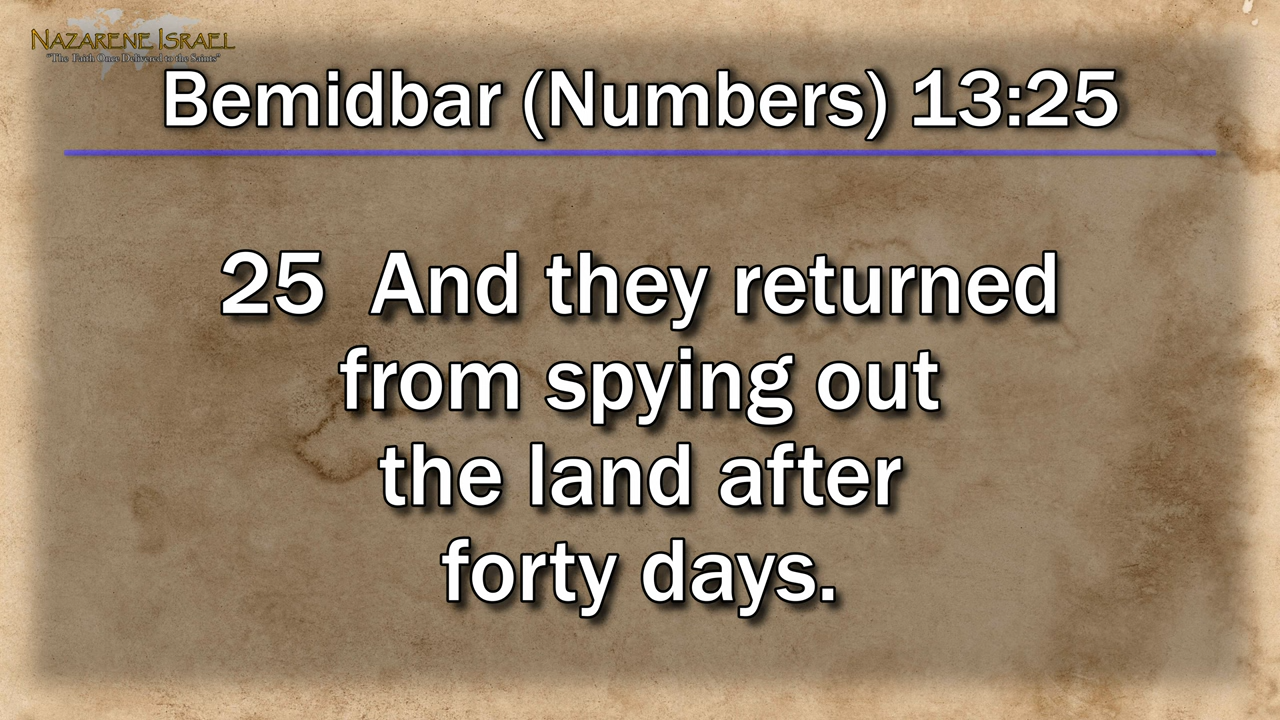 NAZARENE ISRAEL
"The Faith Once Delivered to the Saints"
Bemidbar (Numbers) 13:25
25 And they returned
from spying out
the land after
forty days.